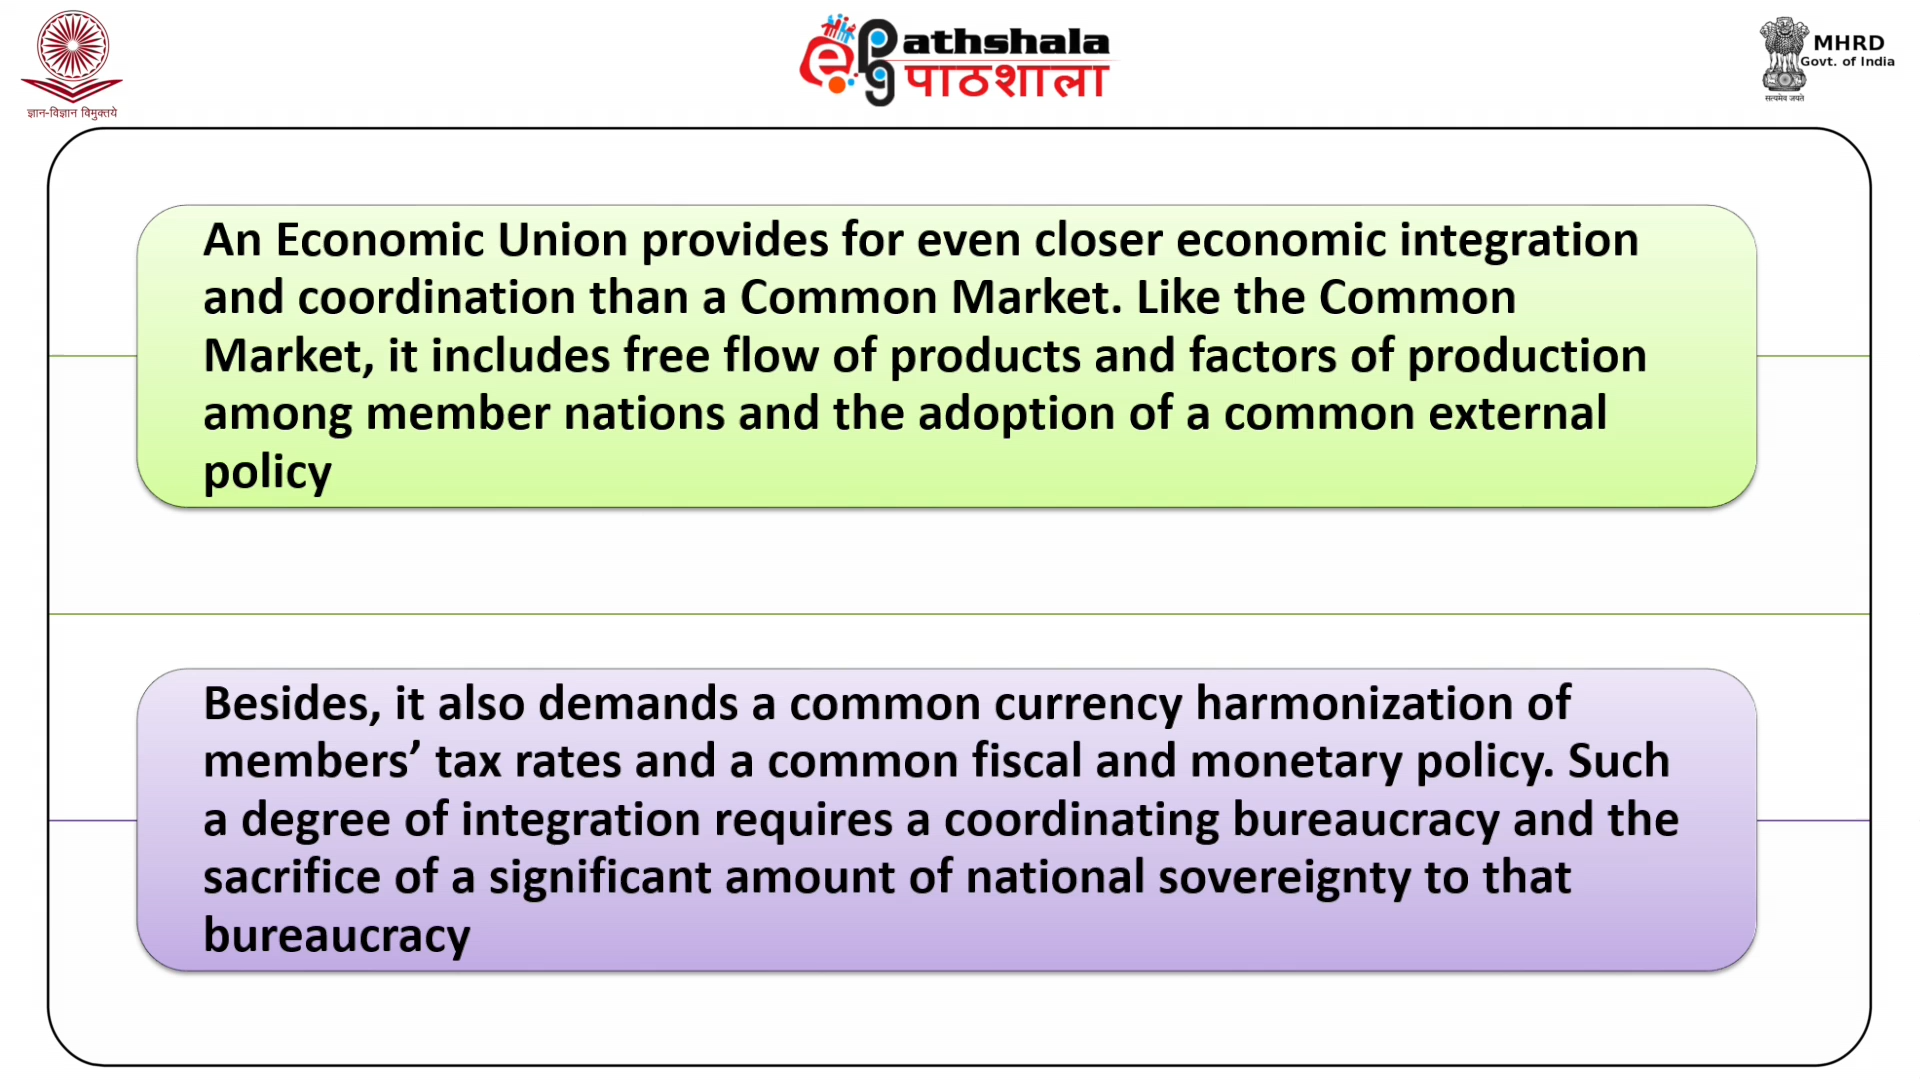 ज्ञान-विज्ञान विमुक्तये
ePG athshala
पाठशाला
MHRD
Govt. of India
सत्यमेव जयते
An Economic Union provides for even closer economic integration
and coordination than a Common Market. Like the Common
Market, it includes free flow of products and factors of production
among member nations and the adoption of a common external
policy
Besides, it also demands a common currency harmonization of
members’ tax rates and a common fiscal and monetary policy. Such
a degree of integration requires a coordinating bureaucracy and the
sacrifice of a significant amount of national sovereignty to that
bureaucracy